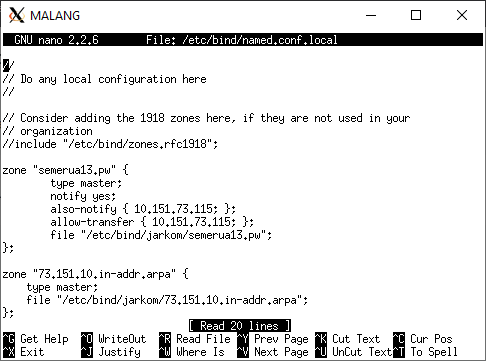 MALANG
GNU nano 2.2.6 File: /etc/bind/named.conf.local
//
// Do any local configuration here
//
// Consider adding the 1918 zones here, if they are not used in your
// organization
//include "/etc/bind/zones.rfc1918";
zone "semerua13.pw" {
type master;
notify yes;
also-notify { 10.151.73.115; };
allow-transfer { 10.151.73.115; };
file "/etc/bind/jarkom/semerua13.pw";
};
zone "73.151.10.in-addr.arpa" {
type master;
file "/etc/bind/jarkom/73.151.10.in-addr.arpa";
};
[ Read 20 lines ]
^G Get Help ^O WriteOut ^R Read File ^Y Prev Page ^K Cut Text ^C Cur Pos
^X Exit ^J Justify ^W Where Is ^V Next Page ^U UnCut Text ^T To Spell